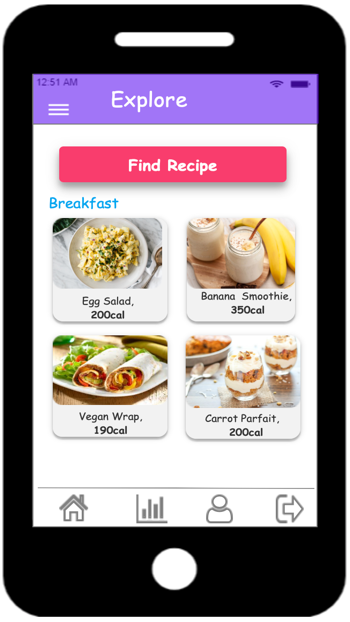 12:51 AM
Explore
Find Recipe
Breakfast
Egg Salad,
200cal
Banana Smoothie,
350cal
Vegan Wrap,
190cal
Carrot Parfait,
200cal